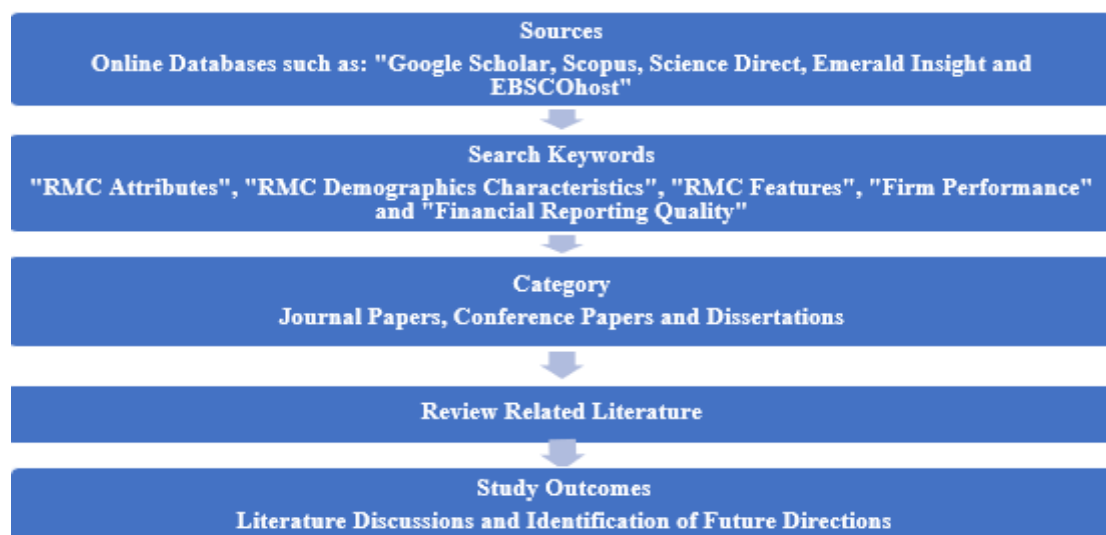 Sources
Online Databases such as: "Google Scholar, Scopus, Science Direct, Emerald Insight and
EBSCOhost"
Search Keywords
"RMC Attributes", "RMC Demographics Characteristics", "RMC Features", "Firm Performance"
and "Financial Reporting Quality"
Category
Journal Papers, Conference Papers and Dissertations
Review Related Literature
Study Outcomes
Literature Discussions and Identification of Future Directions